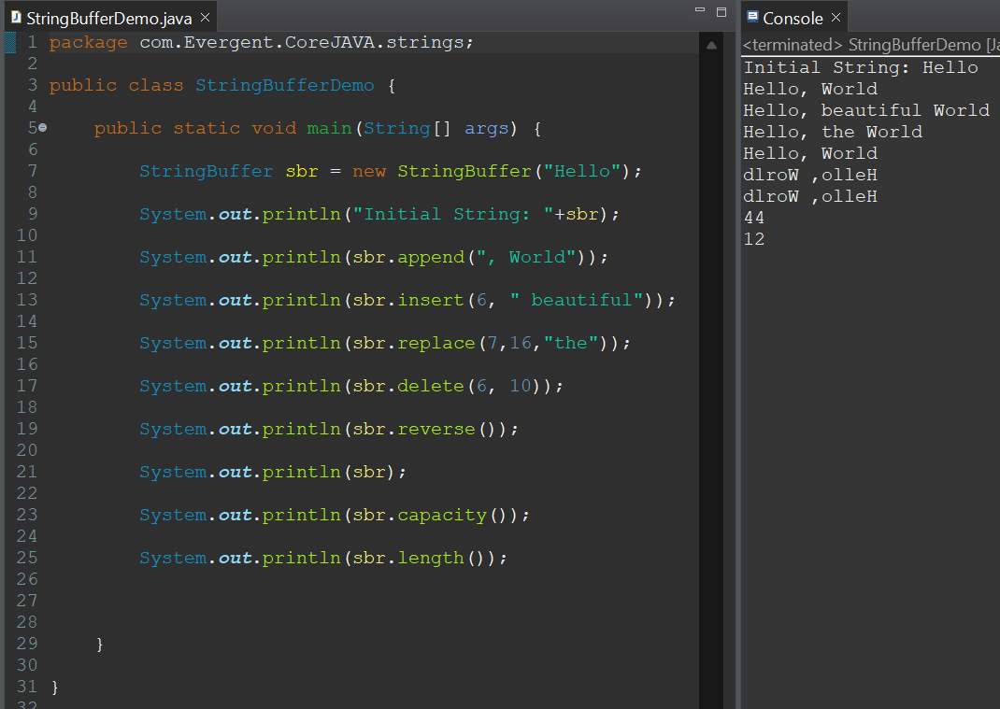 StringBufferDemo.java
1 package com.Evergent.CoreJAVA.strings;
2
3 public class StringBufferDemo {
4
5     public static void main(String[] args) {
6
7         StringBuffer sbr = new StringBuffer("Hello");
8
9         System.out.println("Initial String: "+sbr);
10
11         System.out.println(sbr.append(", World"));
12
13         System.out.println(sbr.insert(6, " beautiful"));
14
15         System.out.println(sbr.replace(7,16,"the"));
16
17         System.out.println(sbr.delete(6, 10));
18
19         System.out.println(sbr.reverse());
20
21         System.out.println(sbr);
22
23         System.out.println(sbr.capacity());
24
25         System.out.println(sbr.length());
26
27
28
29     }
30
31 }
32
Console
<terminated> StringBufferDemo [Ja
Initial String: Hello
Hello, World
Hello, beautiful World
Hello, the World
Hello, World
dlroW ,olleH
dlroW ,olleH
44
12